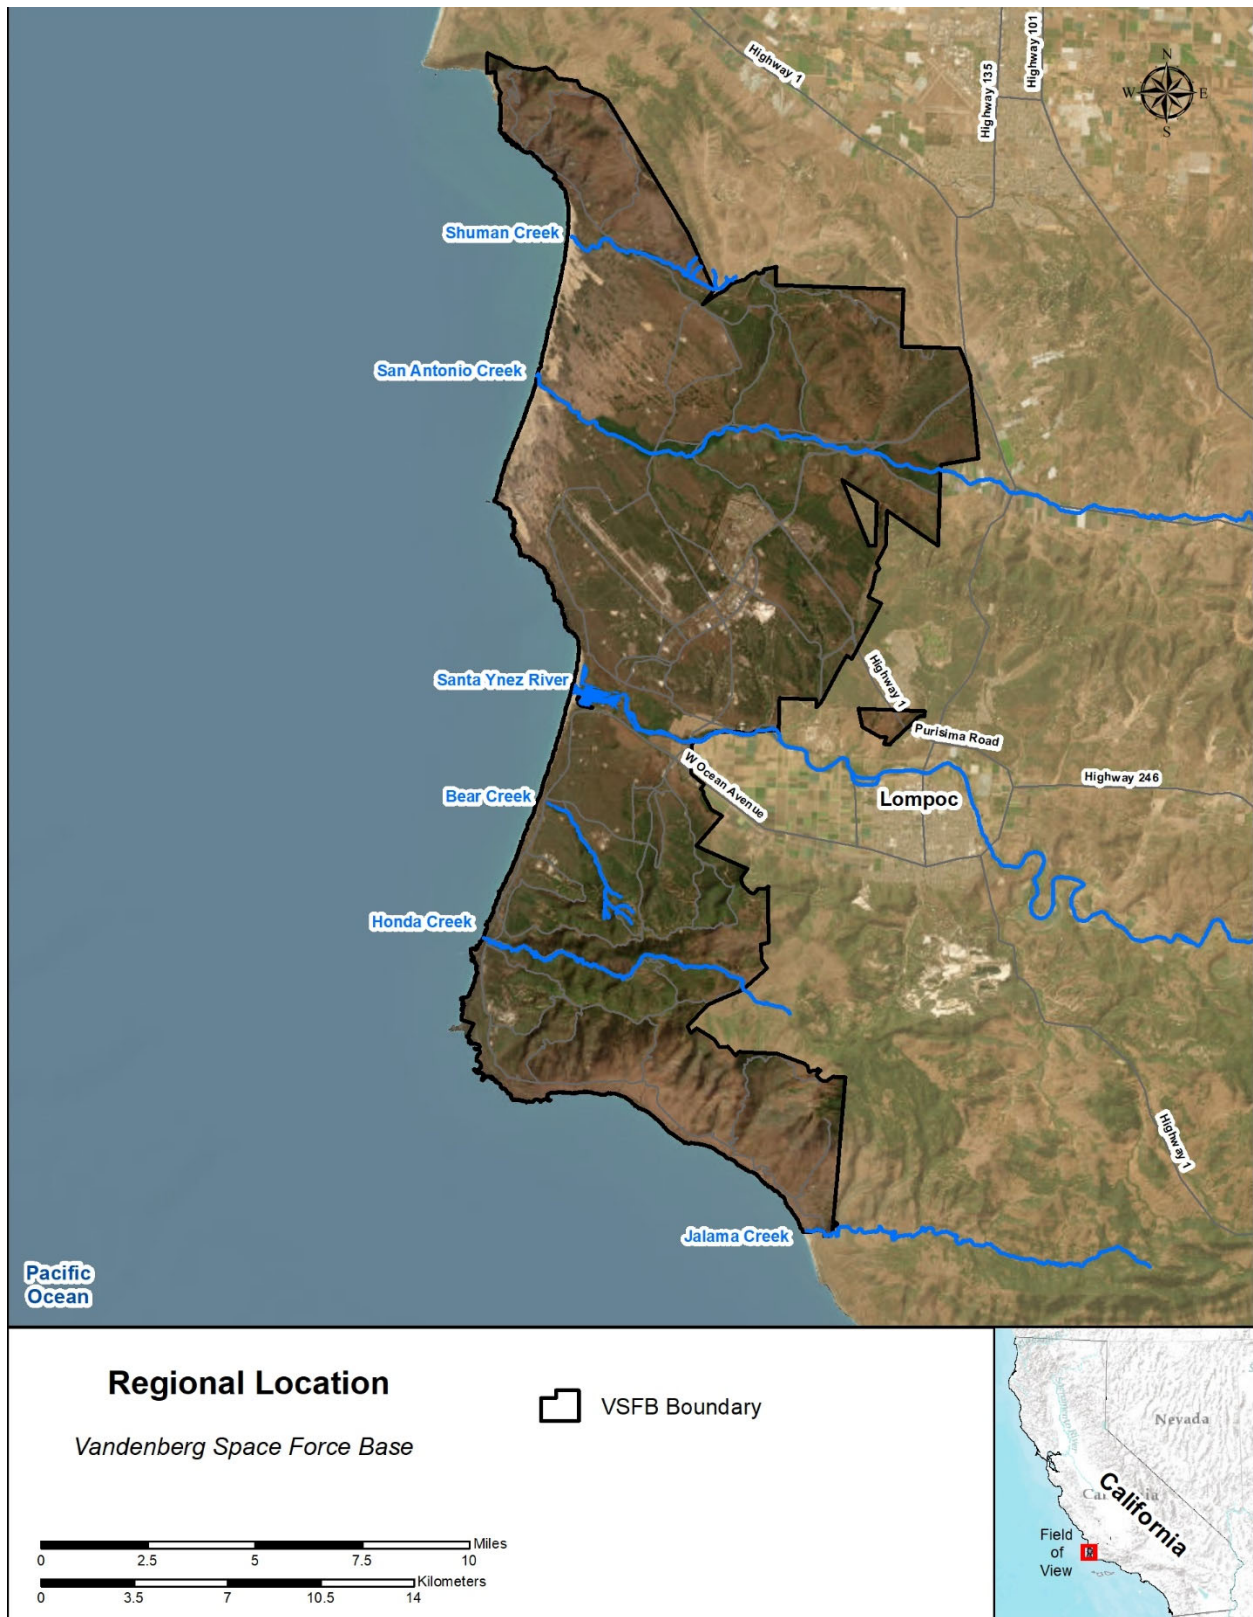 Highway 1
Highway 135
Highway 101
N
W
E
S
Shuman Creek
San Antonio Creek
Santa Ynez River
Highway 1
Purisima Road
W Ocean Avenue
Highway 246
Bear Creek
Lompoc
Honda Creek
Highway 1
Jalama Creek
Pacific
Ocean
Regional Location
Vandenberg Space Force Base
VSFB Boundary
Miles
0
2.5
5
7.5
10
Kilometers
0
3.5
7
10.5
14
Nevada
California
California
Field
of
View